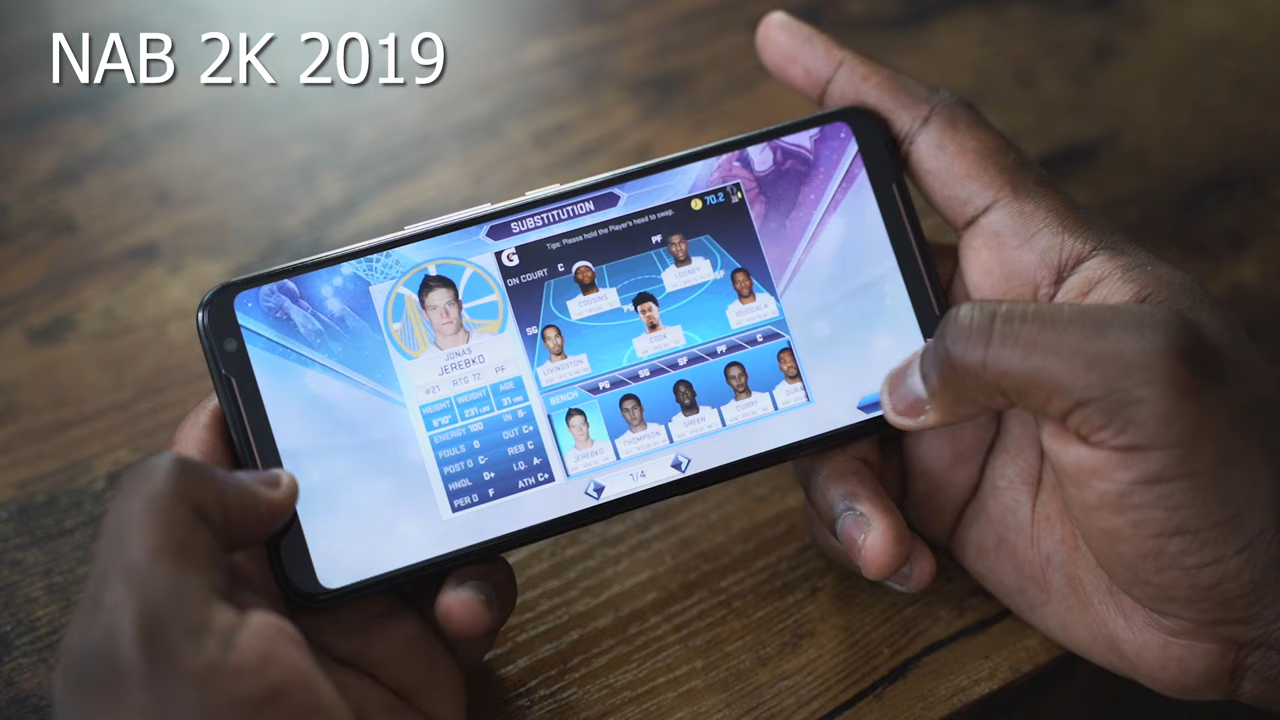 NAB 2K 2019
SUBSTITUTION
70.2
Tips: Please hold the Player's head to swap.
G
ON COURT
C
PF
SF
PG
SG
COUSINS
LOONEY
IGUODALA
COOK
LIVINGSTON
JONAS
JEREBKO
#21 RTG 72 PF
HEIGHT WEIGHT AGE
6'10" 231 LBS 31 YRS
ENERGY 100 IN B-
FOULS 0 OUT C+
POST D C- REB C
HNDL D+ I.Q. A-
PER D F ATH C+
PG SG SF PF C
BENCH
JEREBKO
THOMPSON
GREEN
CURRY
DURA
1/4